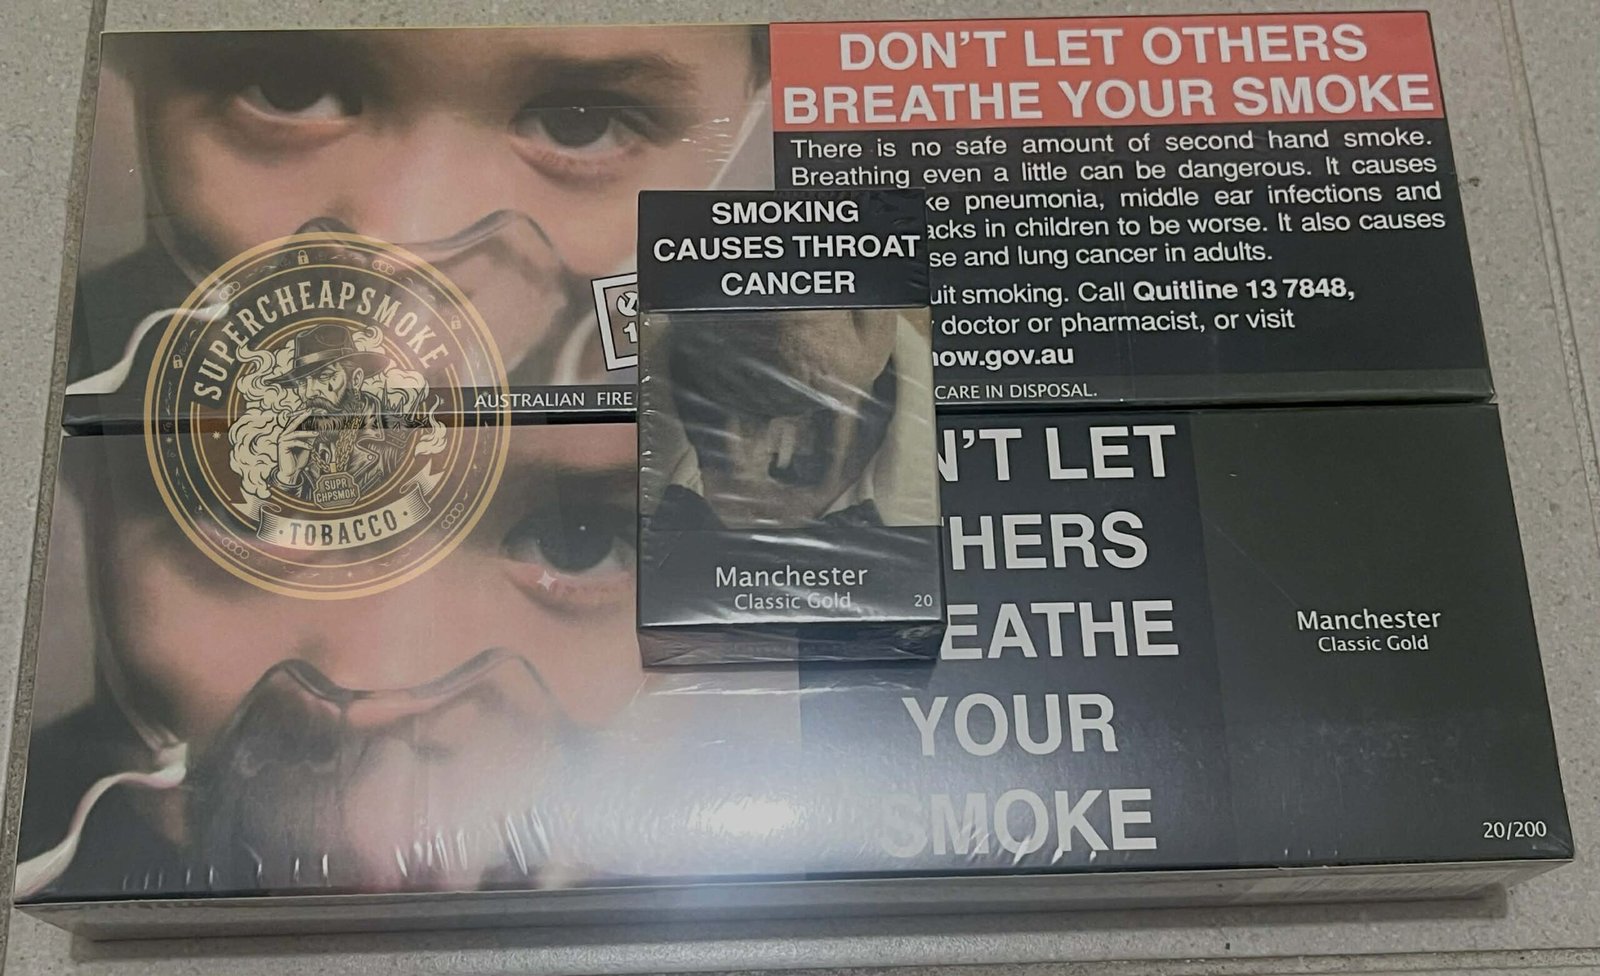 DON'T LET OTHERS
BREATHE YOUR SMOKE
There is no safe amount of second hand smoke.
Breathing even a little can be dangerous. It causes
pneumonia, middle ear infections and
in children to be worse. It also causes
and lung cancer in adults.
smoking. Call Quitline 13 7848,
doctor or pharmacist, or visit
now.gov.au
AUSTRALIAN FIRE
CARE IN DISPOSAL.
SMOKING
CAUSES THROAT
CANCER
Manchester
Classic Gold
20
SUPERCHEAPSMOKE
SUPR
CHPSMOK
·TOBACCO·
N'T LET
HERS
EATHE
YOUR
SMOKE
Manchester
Classic Gold
20/200